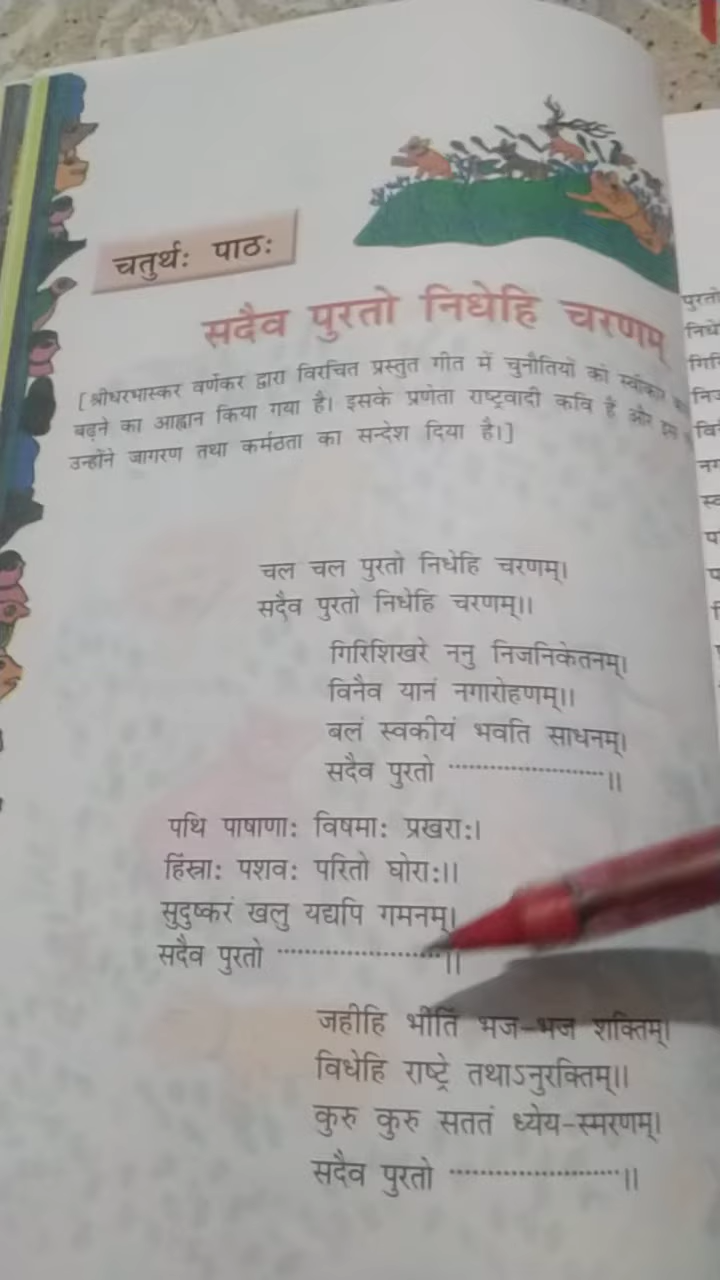 चतुर्थः पाठः
सदैव पुरतो निधेहि चरणम्
[श्रीधरभास्कर वर्णेकर द्वारा विरचित प्रस्तुत गीत में चुनौतियों को स्वीकार
बढ़ने का आह्वान किया गया है। इसके प्रणेता राष्ट्रवादी कवि हैं और इस
उन्होंने जागरण तथा कर्मठता का सन्देश दिया है।]
चल चल पुरतो निधेहि चरणम्।
सदैव पुरतो निधेहि चरणम्।।
गिरिशिखरे ननु निजनिकेतनम्।
विनैव यानं नगारोहणम्।।
बलं स्वकीयं भवति साधनम्।
सदैव पुरतो .......................।।
पथि पाषाणाः विषमाः प्रखराः।
हिंस्राः पशवः परितो घोराः।।
सुदुष्करं खलु यद्यपि गमनम्।
सदैव पुरतो .......................।।
जहीहि भीतिं भज-भज शक्तिम्।
विधेहि राष्ट्रे तथाऽनुरक्तिम्।।
कुरु कुरु सततं ध्येय-स्मरणम्।
सदैव पुरतो .......................।।